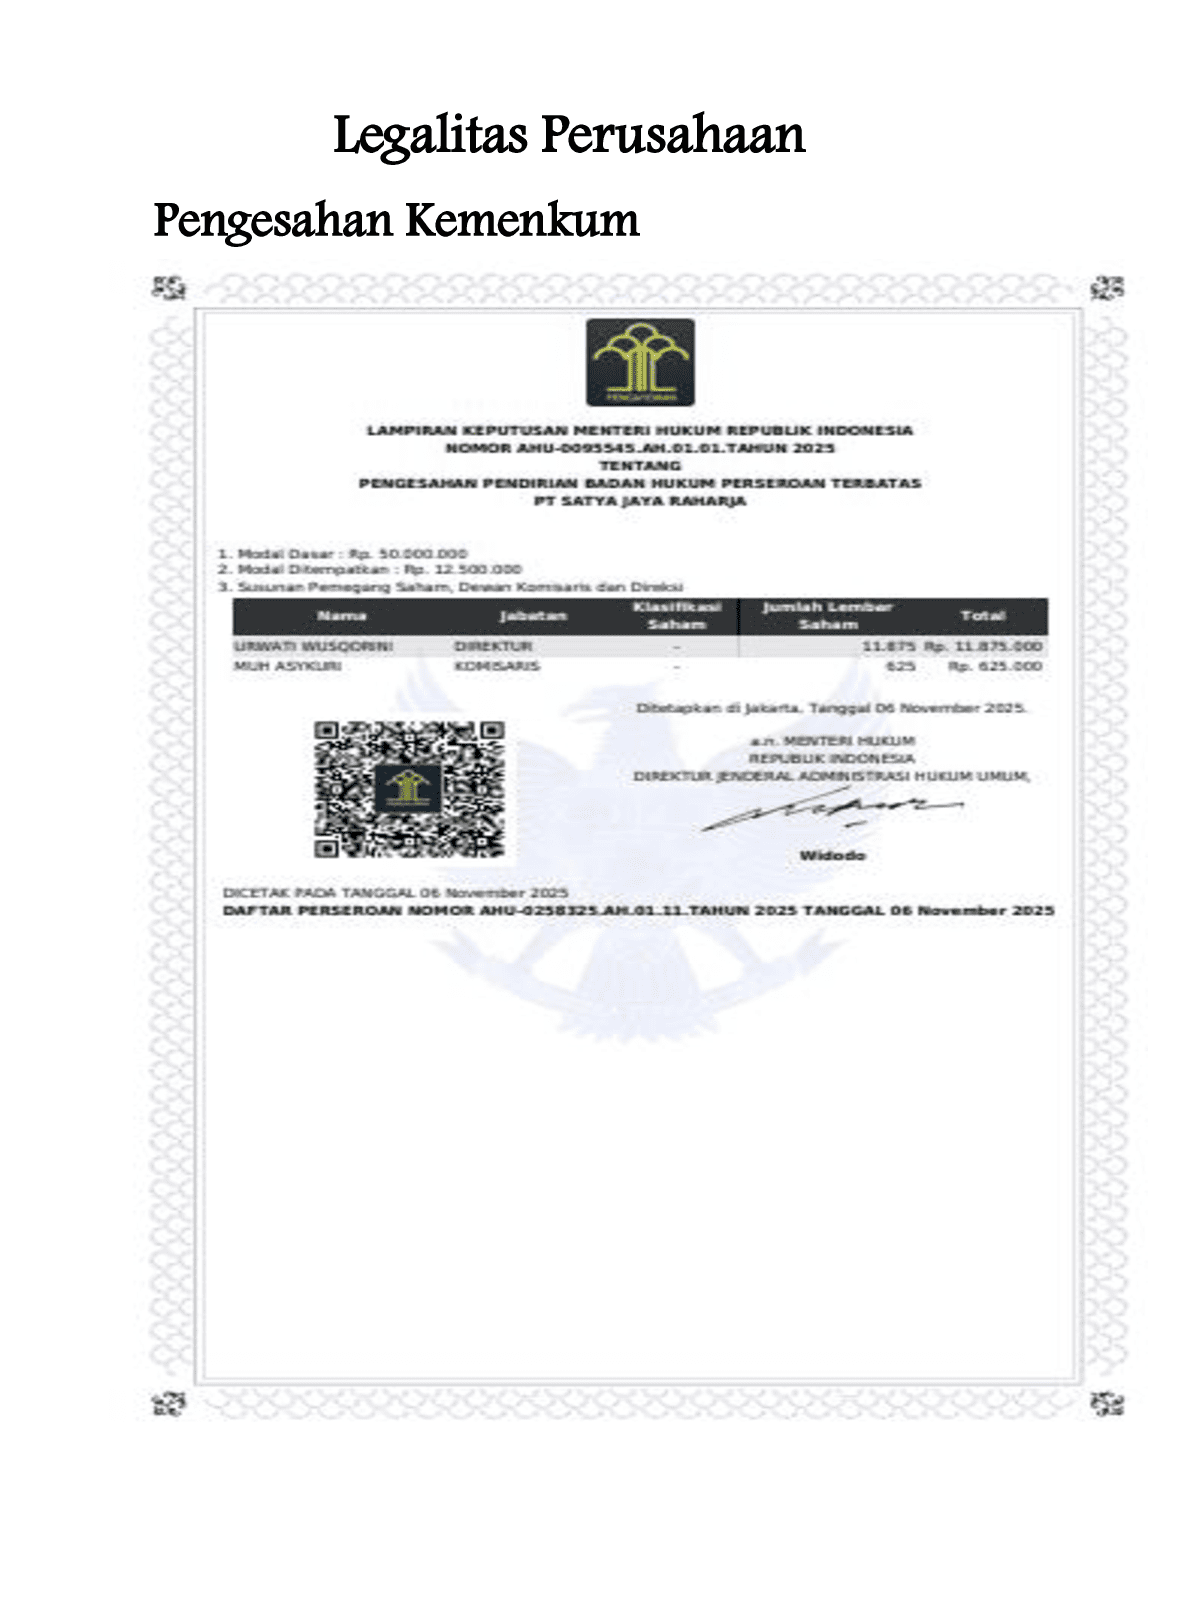 Legalitas Perusahaan
Pengesahan Kemenkum
PENGAYOMAN
LAMPIRAN KEPUTUSAN MENTERI HUKUM REPUBLIK INDONESIA
NOMOR AHU-0095545.AH.01.01.TAHUN 2025
TENTANG
PENGESAHAN PENDIRIAN BADAN HUKUM PERSEROAN TERBATAS
PT SATYA JAYA RAHARJA
1. Modal Dasar : Rp. 50.000.000
2. Modal Ditempatkan : Rp. 12.500.000
3. Susunan Pemegang Saham, Dewan Komisaris dan Direksi
Nama Jabatan Klasifikasi Saham Jumlah Lembar Saham Total
URWATI WUSQORINI DIREKTUR - 11.875 Rp. 11.875.000
MUH ASYKURI KOMISARIS - 625 Rp. 625.000
Ditetapkan di Jakarta, Tanggal 06 November 2025.
a.n. MENTERI HUKUM
REPUBLIK INDONESIA
DIREKTUR JENDERAL ADMINISTRASI HUKUM UMUM,
Widodo
DICETAK PADA TANGGAL 06 November 2025
DAFTAR PERSEROAN NOMOR AHU-0258325.AH.01.11.TAHUN 2025 TANGGAL 06 November 2025